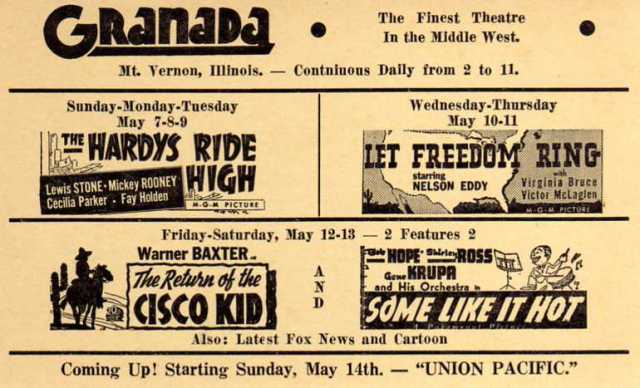 GRANADA
The Finest Theatre
In the Middle West.
Mt. Vernon, Illinois. — Contniuous Daily from 2 to 11.
Sunday-Monday-Tuesday
May 7-8-9
THE HARDYS RIDE
HIGH
Lewis STONE · Mickey ROONEY
Cecilia Parker · Fay Holden
M-G-M PICTURE
Wednesday-Thursday
May 10-11
LET FREEDOM RING
starring
NELSON EDDY
with
Virginia Bruce
Victor McLaglen
M-G-M PICTURE
Friday-Saturday, May 12-13 — 2 Features 2
Warner BAXTER in
The Return of the
CISCO KID
AND
Bob HOPE · Shirley ROSS
Gene KRUPA
and His Orchestra in
SOME LIKE IT HOT
A Paramount Picture
Also: Latest Fox News and Cartoon
Coming Up! Starting Sunday, May 14th. — "UNION PACIFIC."